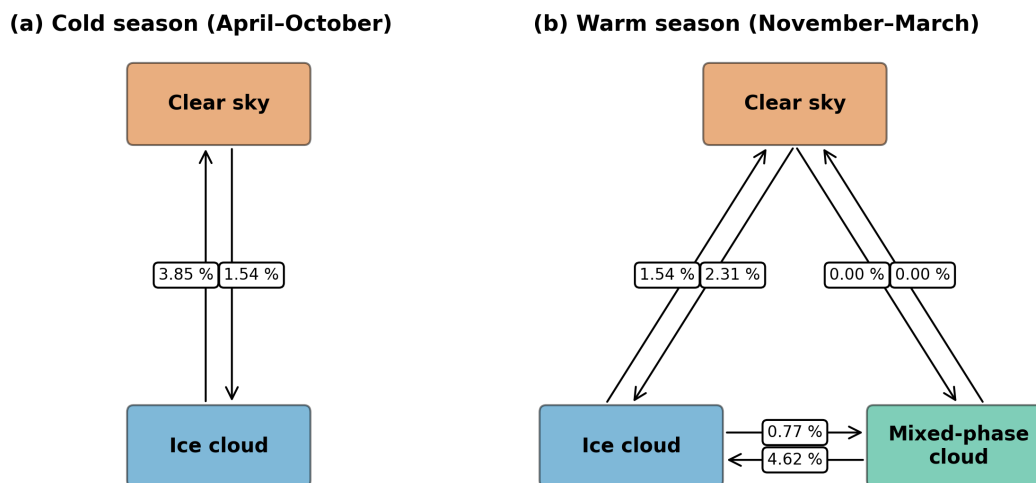 (a) Cold season (April–October)
Clear sky
3.85 %
1.54 %
Ice cloud
(b) Warm season (November–March)
Clear sky
1.54 %
2.31 %
0.00 %
0.00 %
Ice cloud
0.77 %
4.62 %
Mixed-phase
cloud